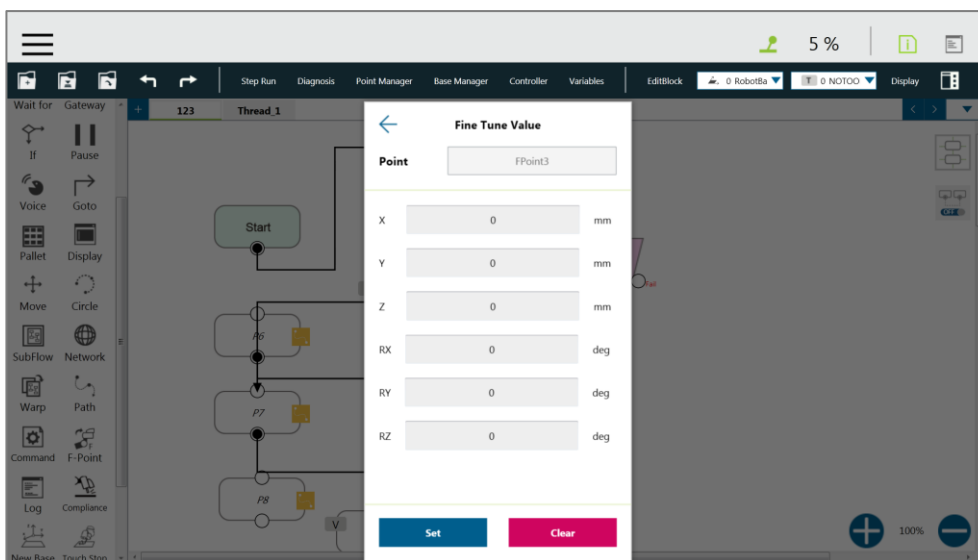 5 %
Step Run Diagnosis Point Manager Base Manager Controller Variables EditBlock 0 RobotBa T 0 NOTOO Display
Wait for Gateway
+ 123 Thread_1
If Pause
Voice Goto
Pallet Display
Move Circle
SubFlow Network
Warp Path
Command F-Point
Log Compliance
New Base Touch Stop
Start
P6
P7
P8
V
Fine Tune Value
Point FPoint3
X 0 mm
Y 0 mm
Z 0 mm
RX 0 deg
RY 0 deg
RZ 0 deg
Set Clear
Fail
OFF
100%